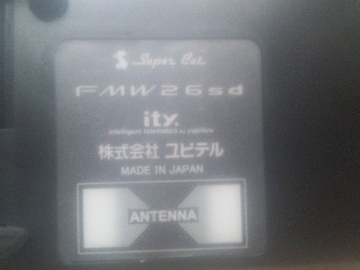 Super Cat
FMW26sd
ity.
intelligent telematics by yupiteru
株式会社 ユピテル
MADE IN JAPAN
ANTENNA